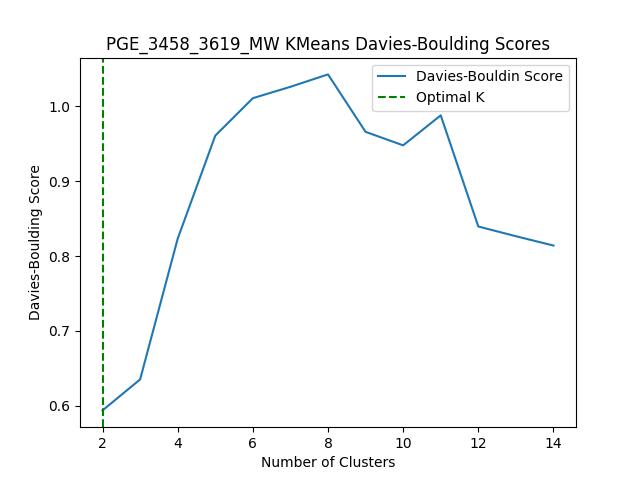 PGE_3458_3619_MW KMeans Davies-Boulding Scores
Davies-Bouldin Score
Optimal K
Davies-Boulding Score
1.0
0.9
0.8
0.7
0.6
2 4 6 8 10 12 14
Number of Clusters